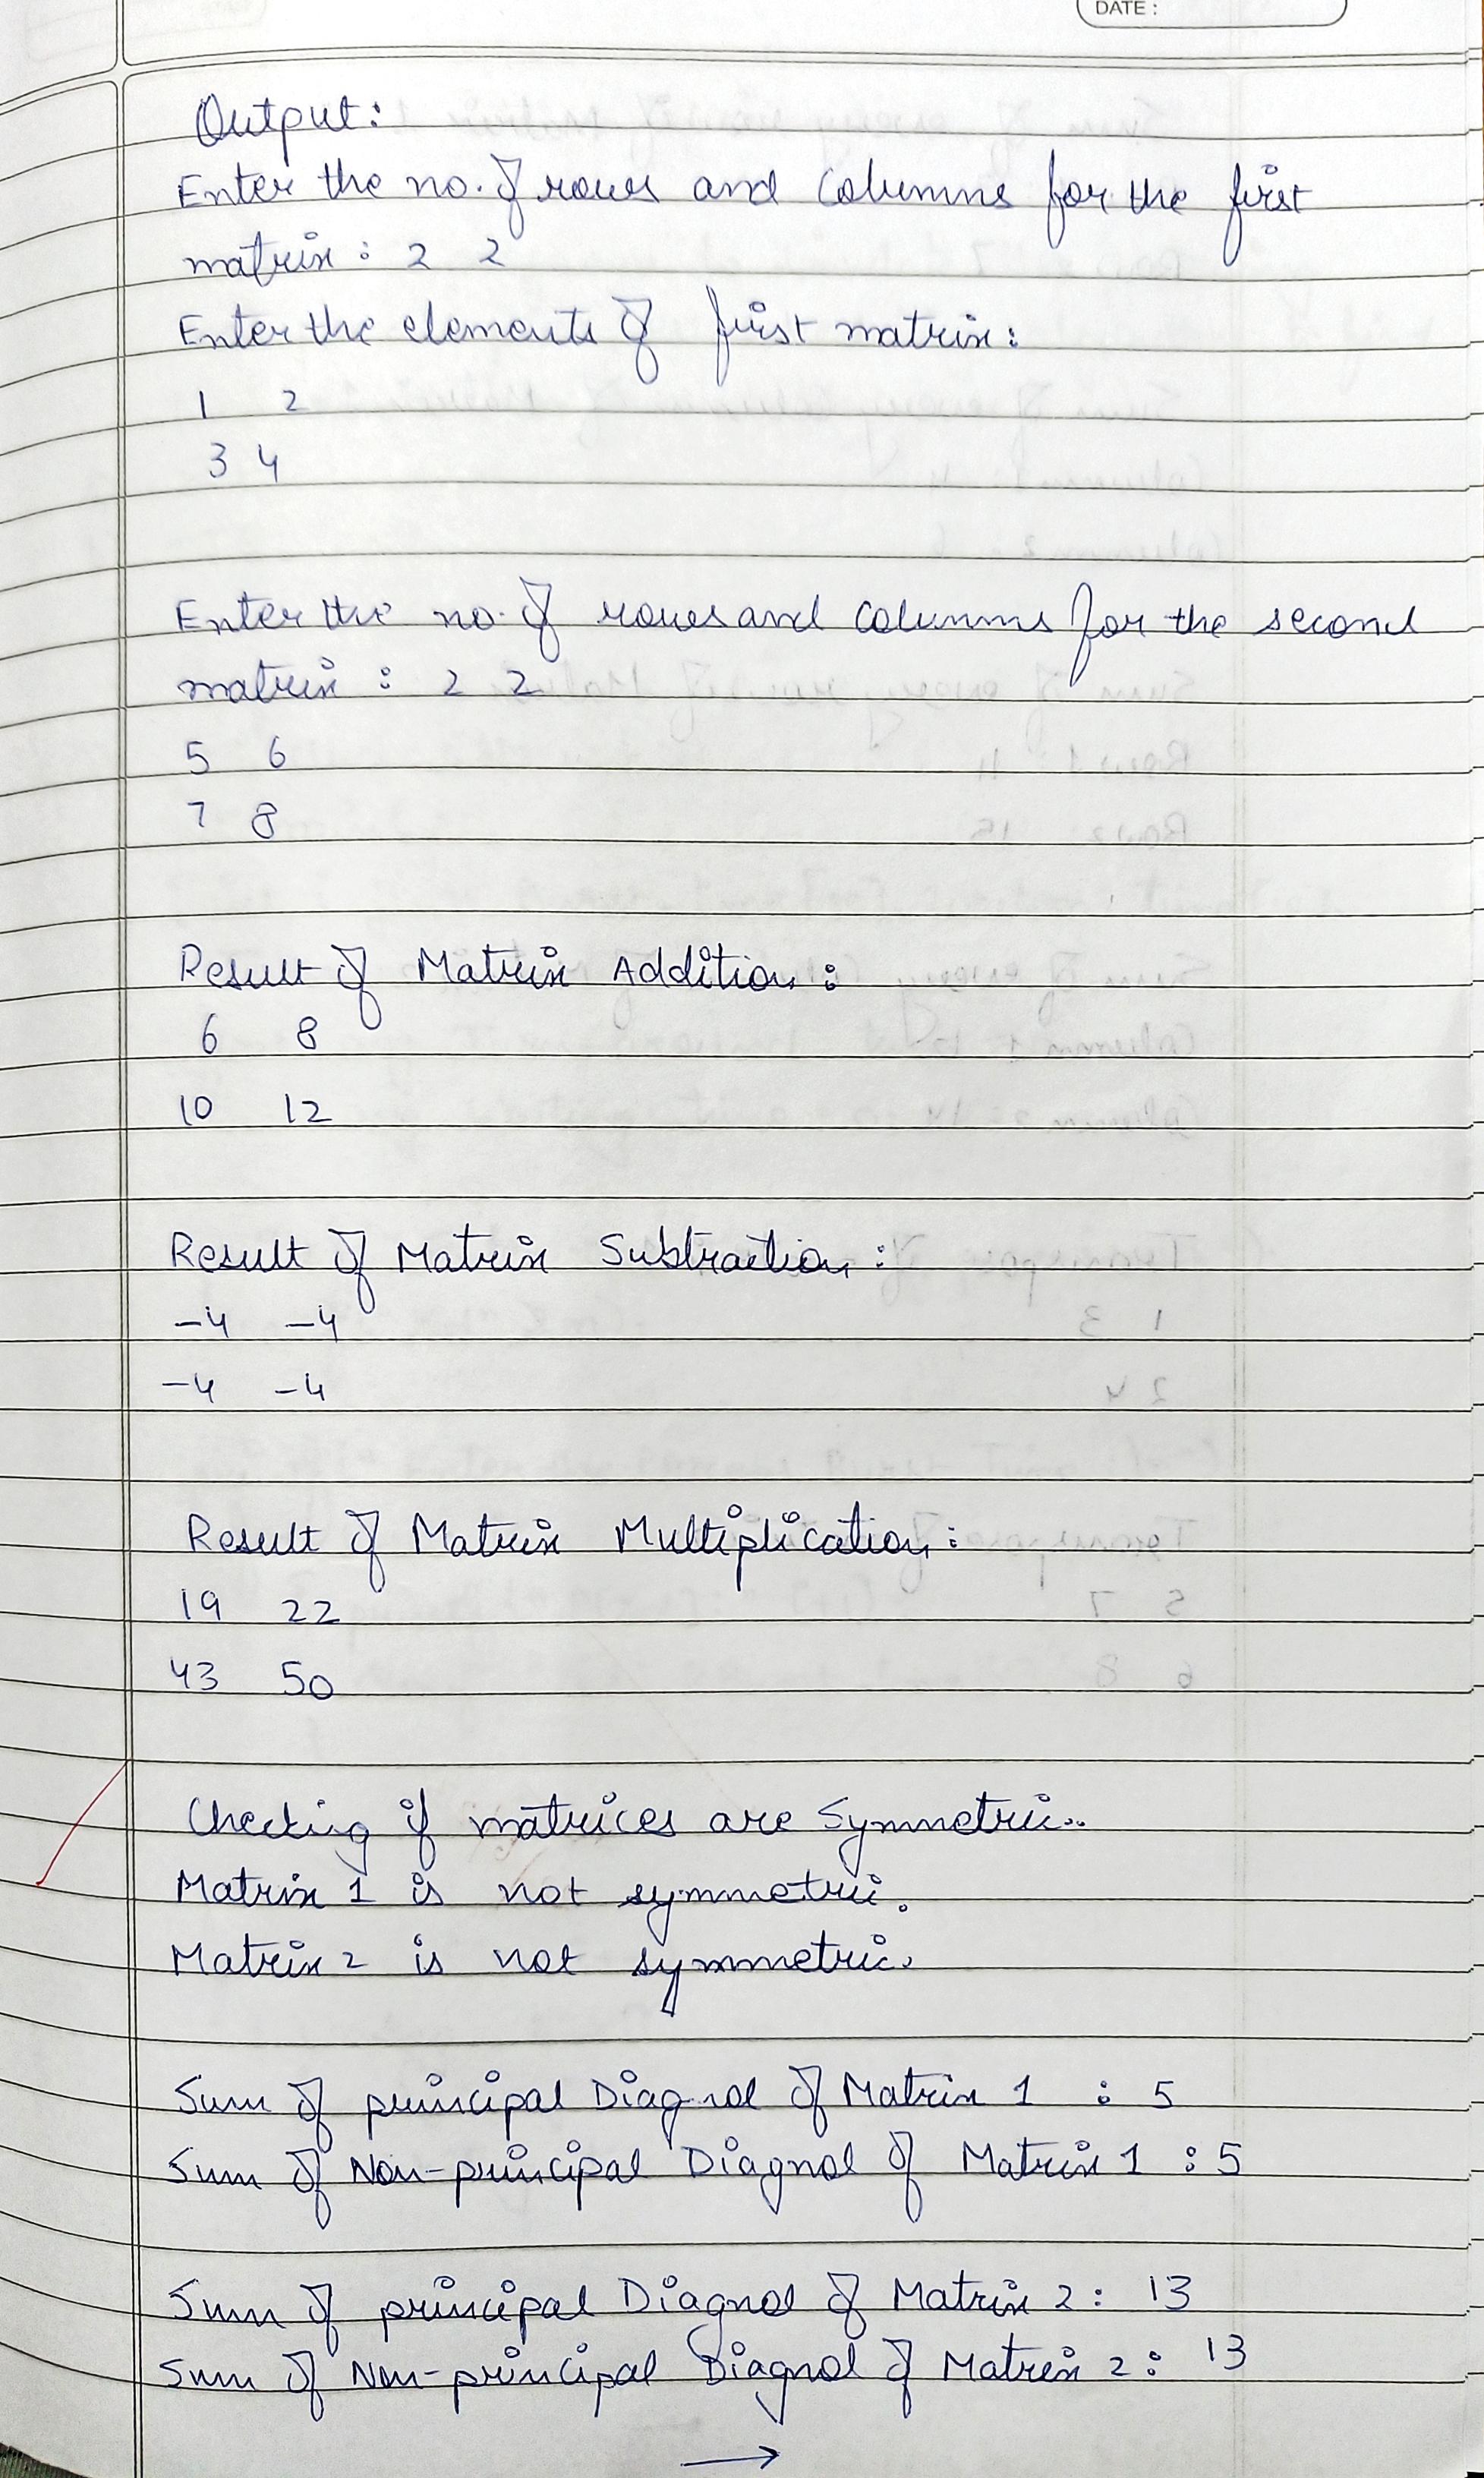 DATE :
Output:
Enter the no. of rows and columns for the first
matrix : 2 2
Enter the elements of first matrix:
1 2
3 4
Enter the no. of rows and columns for the second
matrix : 2 2
5 6
7 8
Result of Matrix Addition :
6 8
10 12
Result of Matrix Subtraction :
-4 -4
-4 -4
Result of Matrix Multiplication :
19 22
43 50
Checking if matrices are Symmetric..
Matrix 1 is not symmetric.
Matrix 2 is not symmetric.
Sum of principal Diagnol of Matrix 1 : 5
Sum of Non-principal Diagnol of Matrix 1 : 5
Sum of principal Diagnol of Matrix 2 : 13
Sum of Non-principal Diagnol of Matrix 2 : 13
→